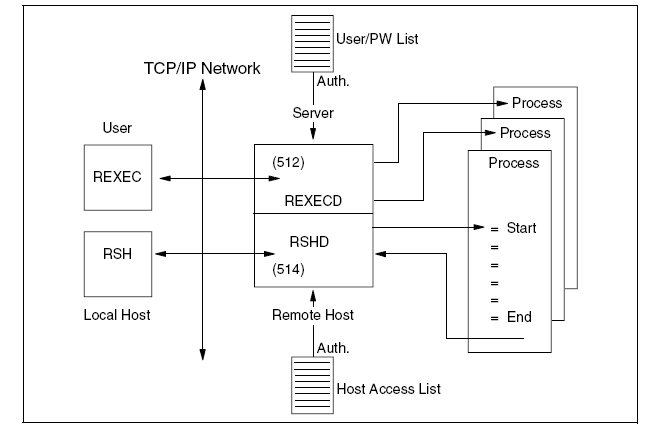 User/PW List
TCP/IP Network
Auth.
Server
User
Process
Process
Process
REXEC
(512)
REXECD
RSH
RSHD
(514)
= Start
=
=
=
=
= End
Local Host
Remote Host
Auth.
Host Access List